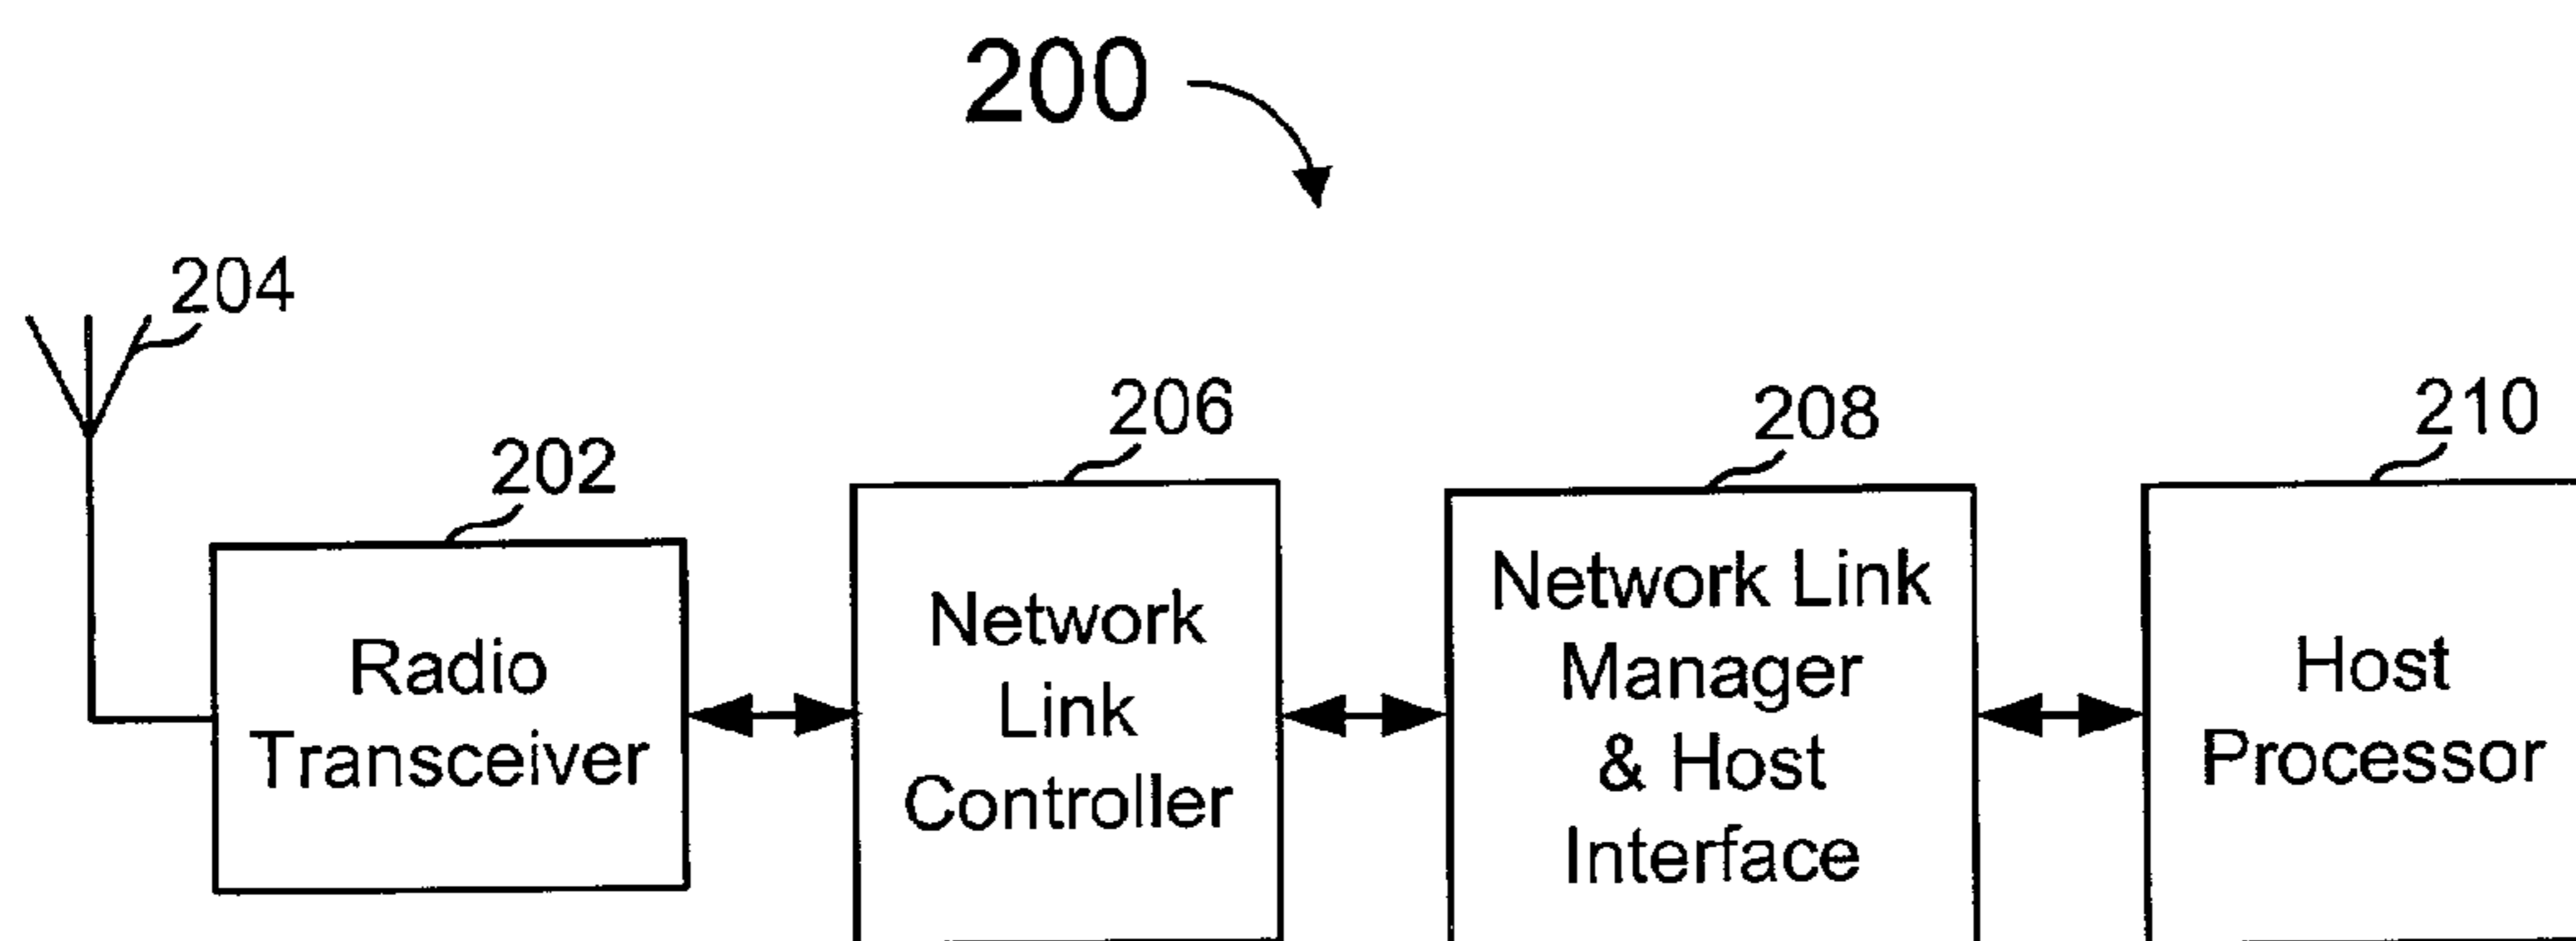 200
204
202
206
208
210
Radio
Transceiver
Network
Link
Controller
Network Link
Manager
& Host
Interface
Host
Processor